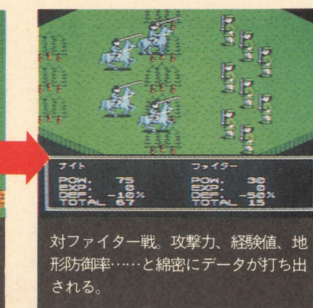 ナイト ファイター
POW. 75 POW. 30
EXP. 0 EXP. 0
DEF. -10% DEF. -50%
TOTAL 67 TOTAL 15
対ファイター戦。攻撃力、経験値、地
形防御率……と綿密にデータが打ち出
される。